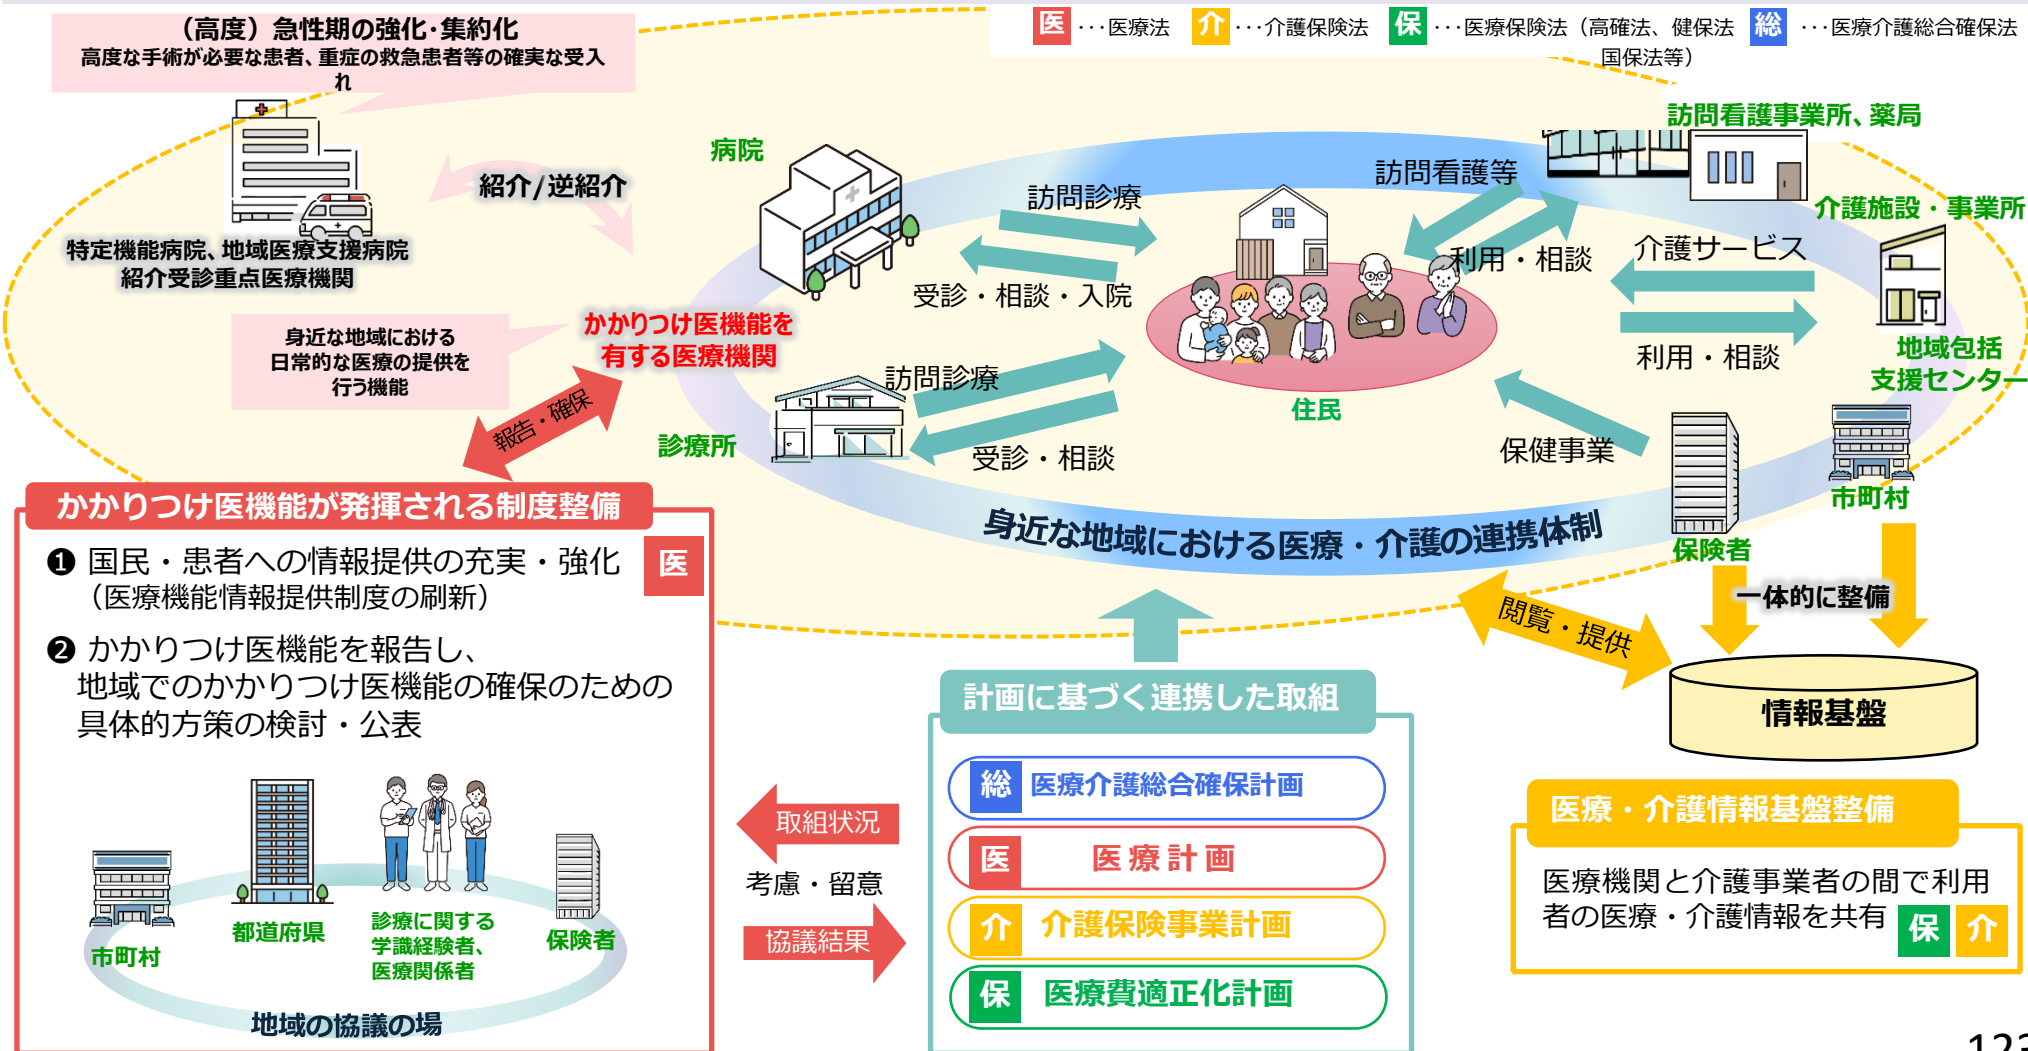 （高度）急性期の強化･集約化
高度な手術が必要な患者、重症の救急患者等の確実な受入
れ
医 ･･･医療法 介 ･･･介護保険法 保 ･･･医療保険法（高確法、健保法 総 ･･･医療介護総合確保法
国保法等）
訪問看護事業所、薬局
病院
訪問看護等
紹介/逆紹介
訪問診療
介護施設・事業所
特定機能病院、地域医療支援病院
紹介受診重点医療機関
利用・相談
介護サービス
受診・相談・入院
身近な地域における
日常的な医療の提供を
行う機能
かかりつけ医機能を
有する医療機関
利用・相談
地域包括
支援センター
訪問診療
住民
報告・確保
診療所
受診・相談
保健事業
市町村
身近な地域における医療・介護の連携体制
保険者
かかりつけ医機能が発揮される制度整備
❶ 国民・患者への情報提供の充実・強化 医
（医療機能情報提供制度の刷新）
一体的に整備
閲覧・提供
❷ かかりつけ医機能を報告し、
地域でのかかりつけ医機能の確保のための
具体的方策の検討・公表
情報基盤
計画に基づく連携した取組
総 医療介護総合確保計画
医 医療計画
介 介護保険事業計画
保 医療費適正化計画
取組状況
考慮・留意
協議結果
医療・介護情報基盤整備
医療機関と介護事業者の間で利用
者の医療・介護情報を共有 保 介
市町村
都道府県
診療に関する
学識経験者、
医療関係者
保険者
地域の協議の場